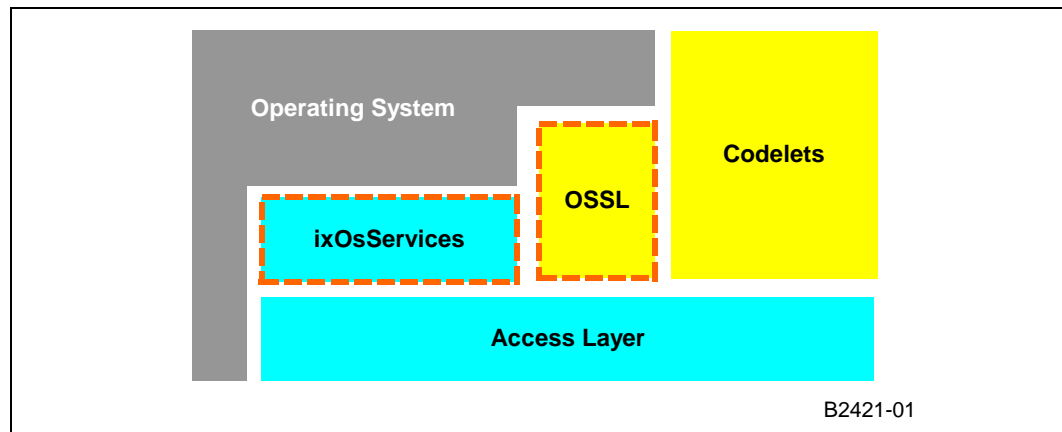 Operating System
Codelets
OSSL
ixOsServices
Access Layer
B2421-01